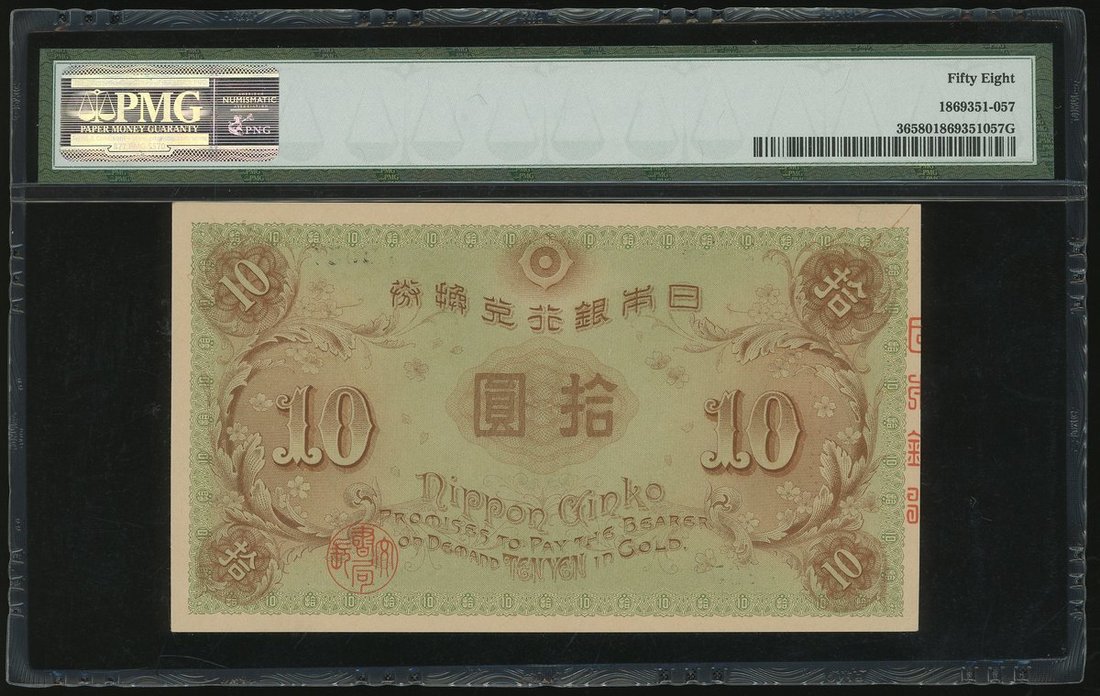 PMG
PAPER MONEY GUARANTY
NUMISMATIC
PNG
Fifty Eight
1869351-057
365801869351057G
10
拾
日本銀行兌換券
拾圓
10
10
Nippon Ginko
Promises to Pay the Bearer
on Demand Ten Yen in Gold.
拾
10